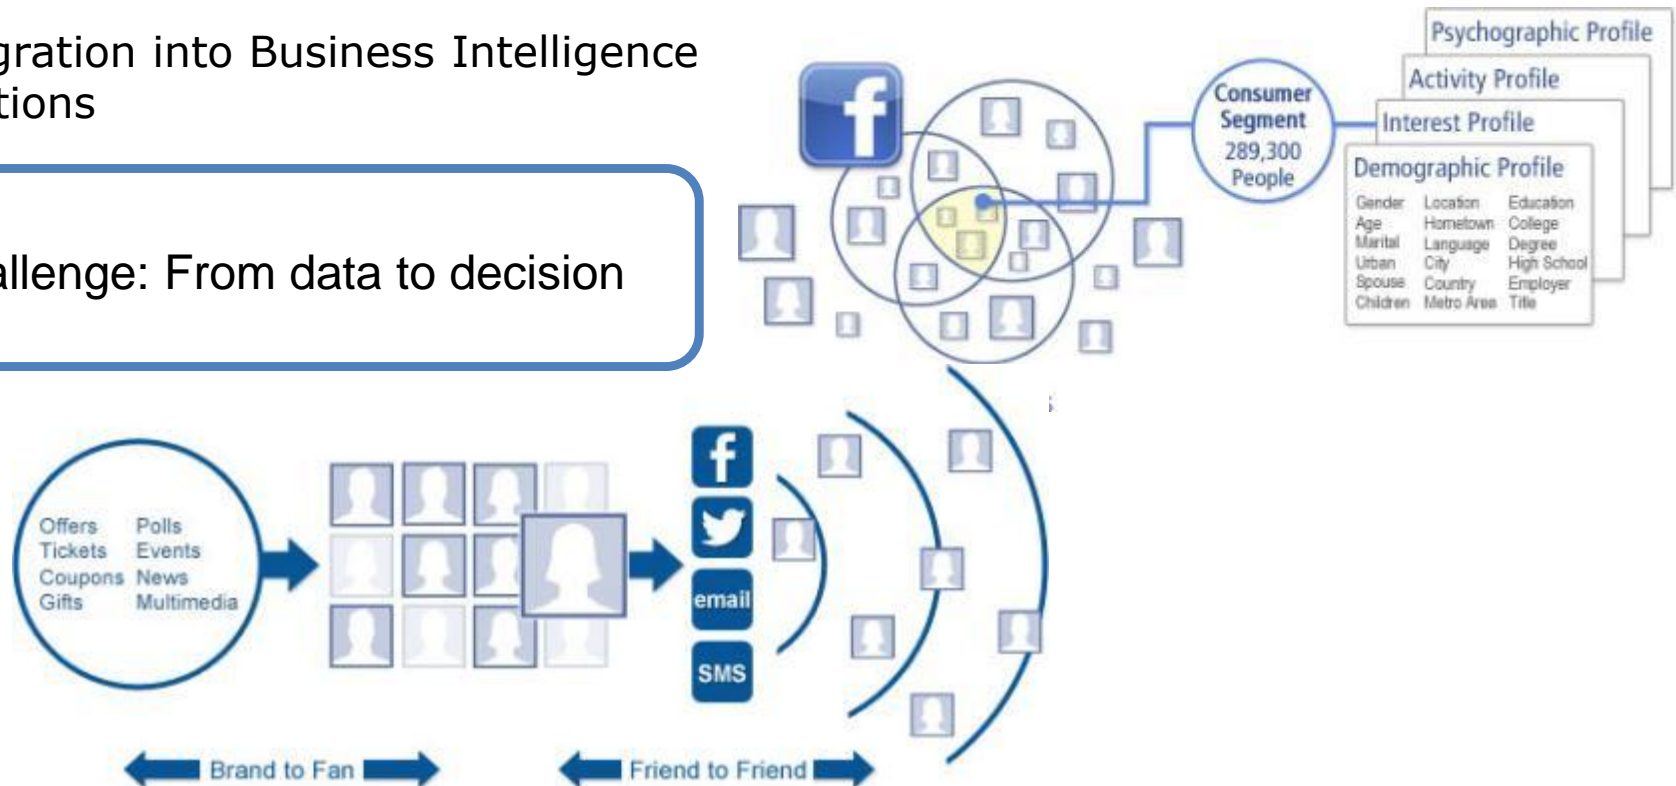 gration into Business Intelligence
tions
allenge: From data to decision
f
Consumer
Segment
289,300
People
Psychographic Profile
Activity Profile
Interest Profile
Demographic Profile
Gender Location Education
Age Hometown College
Marital Language Degree
Urban City High School
Spouse Country Employer
Children Metro Area Title
Offers Polls
Tickets Events
Coupons News
Gifts Multimedia
f
email
SMS
Brand to Fan
Friend to Friend